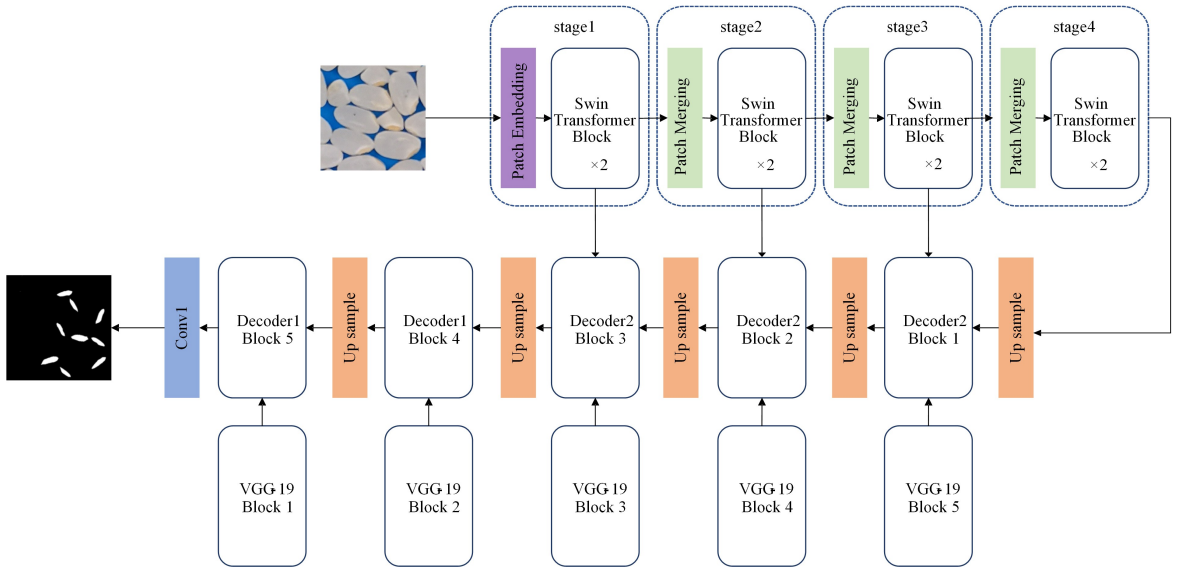 stage1
stage2
stage3
stage4
Patch Embedding
Swin
Transformer
Block
×2
Patch Merging
Swin
Transformer
Block
×2
Patch Merging
Swin
Transformer
Block
×2
Patch Merging
Swin
Transformer
Block
×2
Conv1
Decoder1
Block 5
Up sample
Decoder1
Block 4
Up sample
Decoder2
Block 3
Up sample
Decoder2
Block 2
Up sample
Decoder2
Block 1
Up sample
VGG-19
Block 1
VGG-19
Block 2
VGG-19
Block 3
VGG-19
Block 4
VGG-19
Block 5